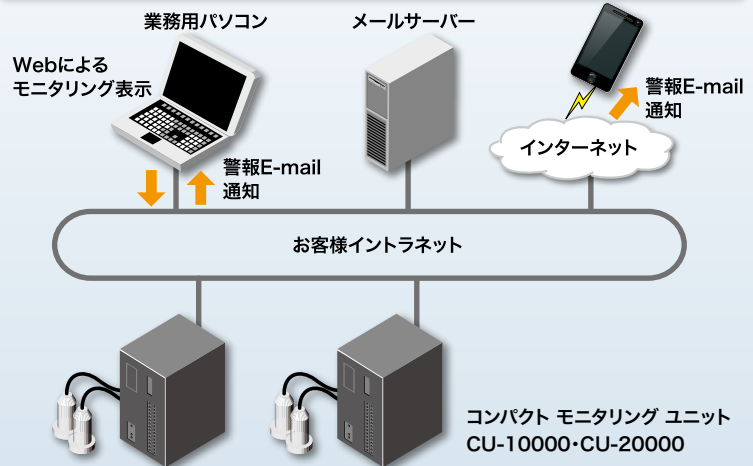 業務用パソコン
メールサーバー
Webによる
モニタリング表示
警報E-mail
通知
インターネット
警報E-mail
通知
お客様イントラネット
コンパクト モニタリング ユニット
CU-10000・CU-20000